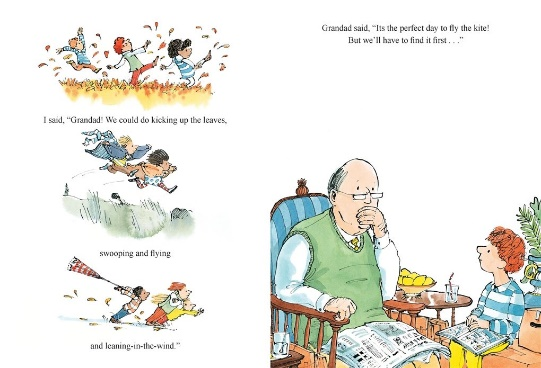 I said, "Grandad! We could do kicking up the leaves,
swooping and flying
and leaning-in-the-wind."
Grandad said, "Its the perfect day to fly the kite!
But we'll have to find it first . . ."